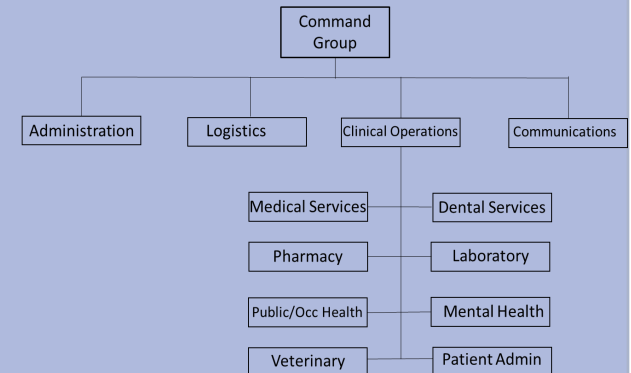 Command
Group
Administration
Logistics
Clinical Operations
Communications
Medical Services
Dental Services
Pharmacy
Laboratory
Public/Occ Health
Mental Health
Veterinary
Patient Admin